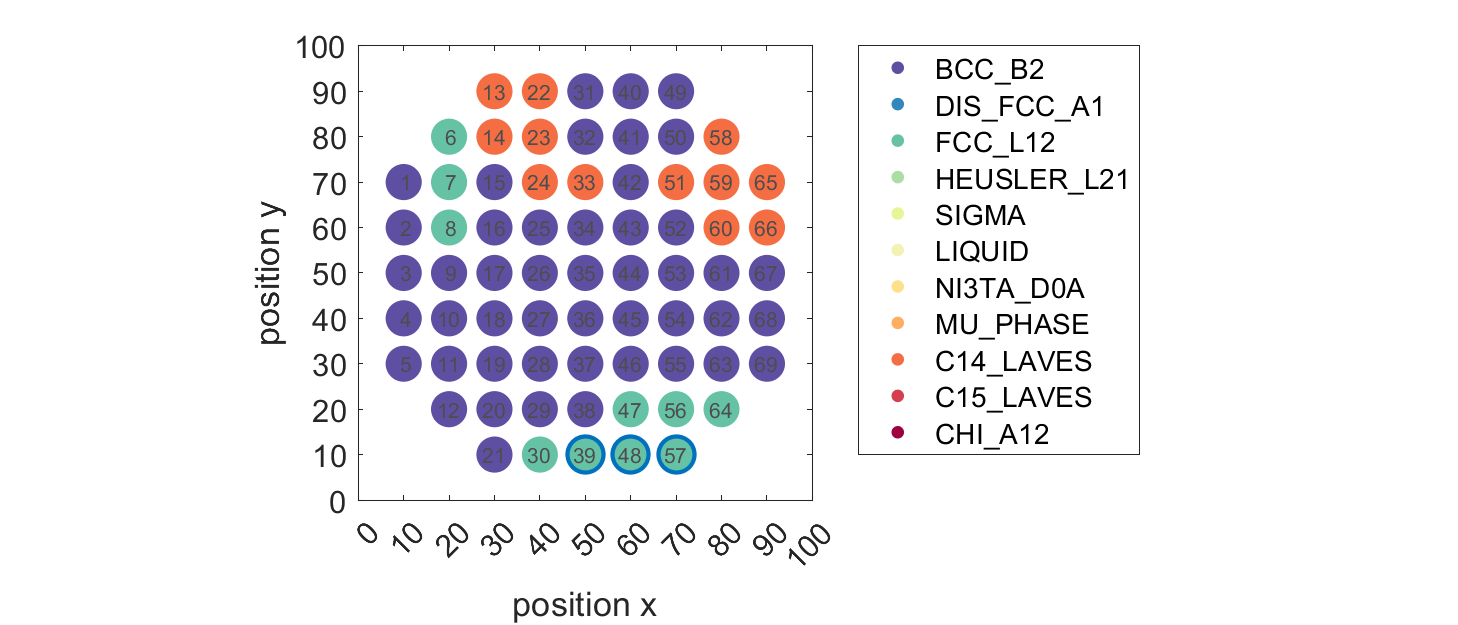 100
90
80
70
60
50
40
30
20
10
0
position y
13 22 31 40 49
6 14 23 32 41 50 58
1 7 15 24 33 42 51 59 65
2 8 16 25 34 43 52 60 66
3 9 17 26 35 44 53 61 67
4 10 18 27 36 45 54 62 68
5 11 19 28 37 46 55 63 69
12 20 29 38 47 56 64
21 30 39 48 57
0 10 20 30 40 50 60 70 80 90 100
position x
BCC_B2
DIS_FCC_A1
FCC_L12
HEUSLER_L21
SIGMA
LIQUID
NI3TA_D0A
MU_PHASE
C14_LAVES
C15_LAVES
CHI_A12